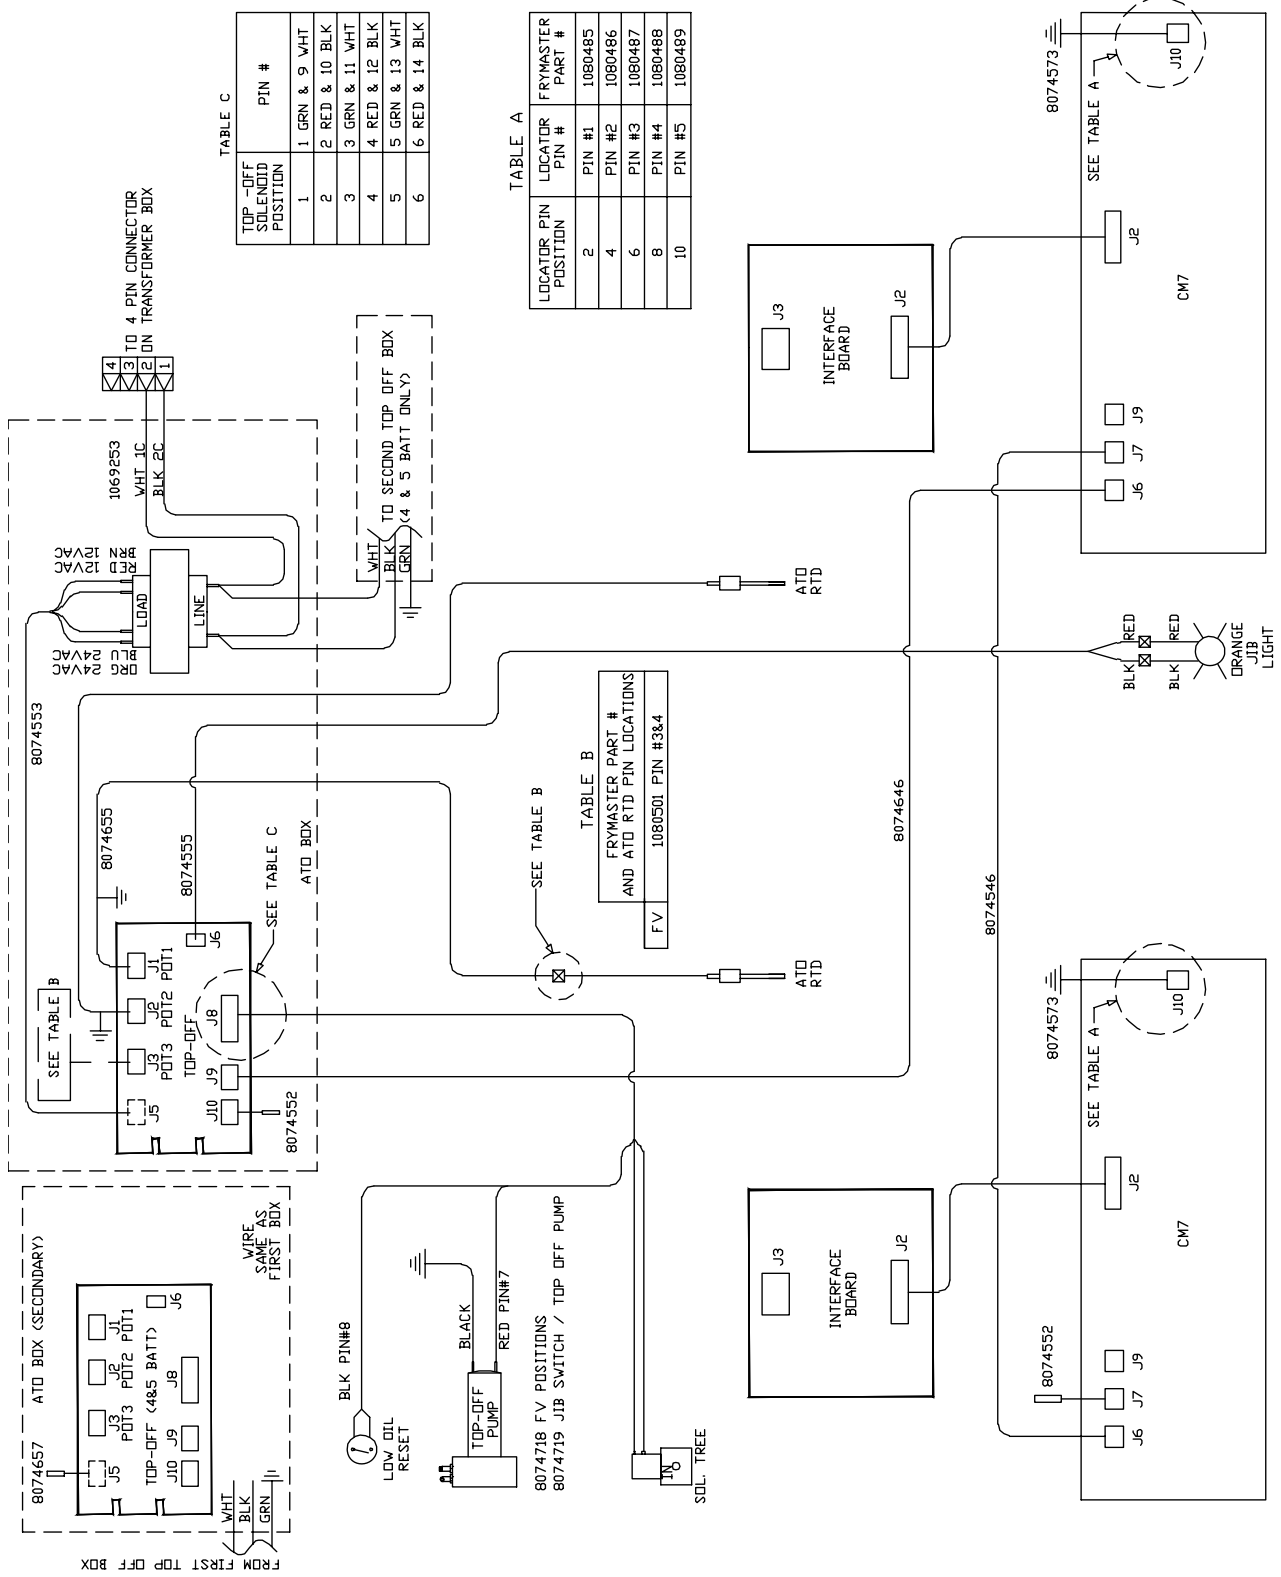 TABLE C
TOP -OFF SOLENOID POSITION
PIN #
1 1 GRN & 9 WHT
2 2 RED & 10 BLK
3 3 GRN & 11 WHT
4 4 RED & 12 BLK
5 5 GRN & 13 WHT
6 6 RED & 14 BLK
TABLE A
LOCATOR PIN POSITION
LOCATOR PIN #
FRYMASTER PART #
2 PIN #1 1080485
4 PIN #2 1080486
6 PIN #3 1080487
8 PIN #4 1080488
10 PIN #5 1080489
4
3
2
1
TO 4 PIN CONNECTOR
ON TRANSFORMER BOX
1069253
WHT 1C
BLK 2C
RED 12VAC
BRN 12VAC
BLU 24VAC
ORG 24VAC
LOAD
LINE
WHT
BLK
GRN
TO SECOND TOP OFF BOX
(4 & 5 BATT ONLY)
8074553
8074655
8074555
SEE TABLE C
ATO BOX
SEE TABLE B
J1
POT1
J2
POT2
J3
POT3
J5
J6
TOP-OFF
J8
J9
J10
8074552
SEE TABLE B
TABLE B
FRYMASTER PART #
AND ATO RTD PIN LOCATIONS
FV 1080501 PIN #3&4
ATO
RTD
ATO
RTD
BLK
RED
BLK
RED
ORANGE
JIB
LIGHT
8074646
8074546
ATO BOX (SECONDARY)
WIRE
SAME AS
FIRST BOX
8074657
J1
POT1
J2
POT2
J3
POT3
J5
J6
TOP-OFF (4&5 BATT)
J8
J9
J10
WHT
BLK
GRN
FROM FIRST TOP OFF BOX
BLK PIN#8
LOW OIL
RESET
BLACK
RED PIN#7
TOP-OFF
PUMP
8074718 FV POSITIONS
8074719 JIB SWITCH / TOP OFF PUMP
IN
SOL. TREE
J3
INTERFACE
BOARD
J2
8074573
SEE TABLE A
J10
J2
CM7
J9
J7
J6
J3
INTERFACE
BOARD
J2
8074573
SEE TABLE A
J10
J2
CM7
8074552
J9
J7
J6